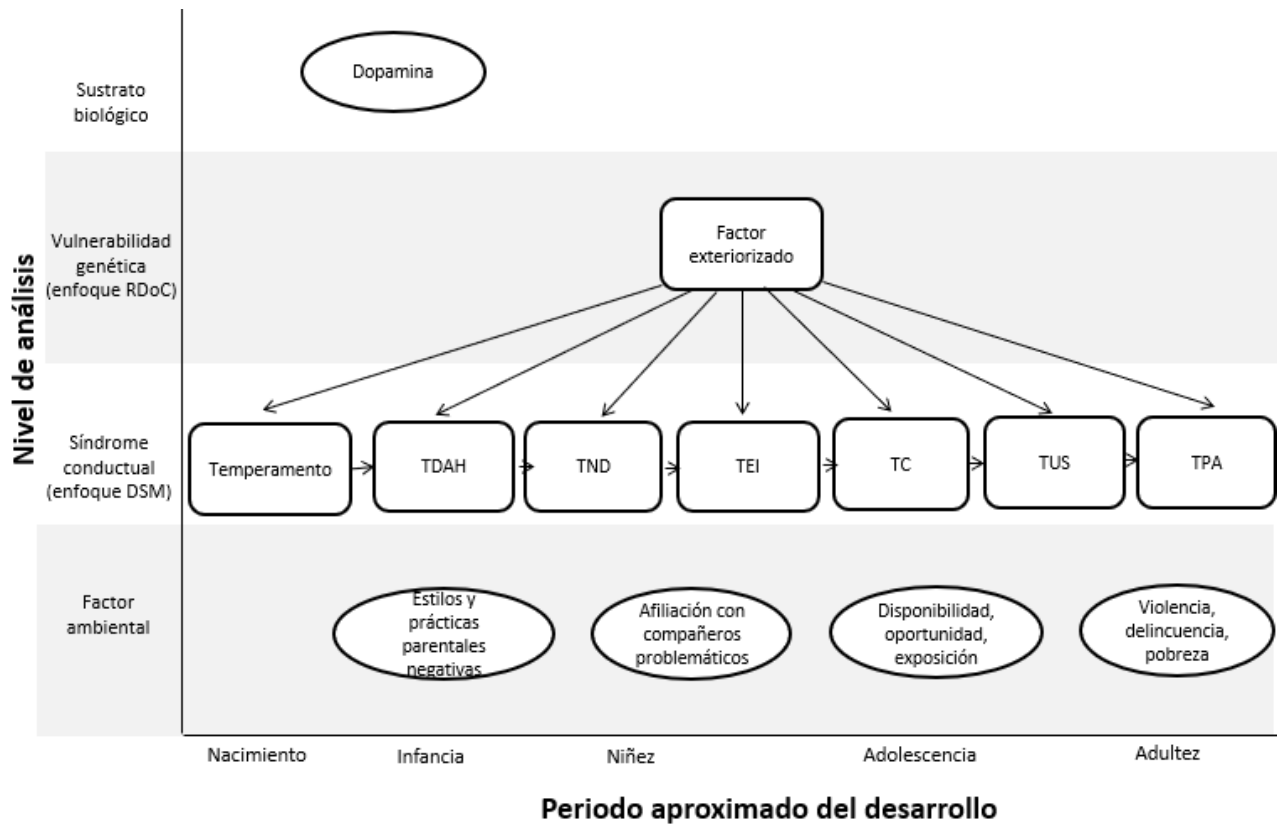 Dopamina
Sustrato
biológico
Vulnerabilidad
genética
(enfoque RDoC)
Factor
exteriorizado
Nivel de análisis
Síndrome
conductual
(enfoque DSM)
Temperamento
TDAH
TND
TEI
TC
TUS
TPA
Factor
ambiental
Estilos y
prácticas
parentales
negativas
Afiliación con
compañeros
problemáticos
Disponibilidad,
oportunidad,
exposición
Violencia,
delincuencia,
pobreza
Nacimiento
Infancia
Niñez
Adolescencia
Adultez
Periodo aproximado del desarrollo